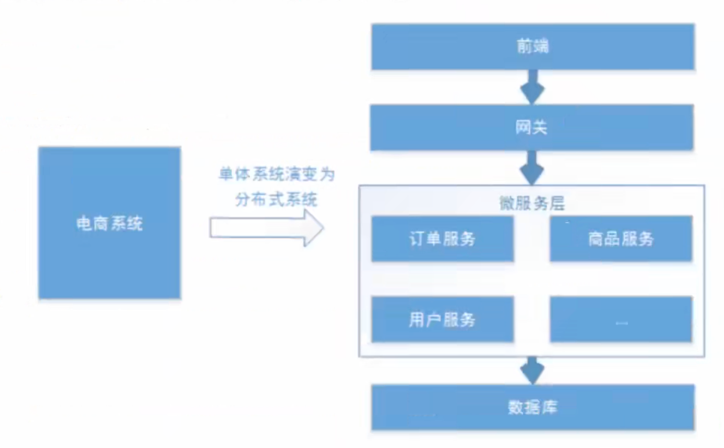 前端
网关
电商系统
单体系统演变为
分布式系统
微服务层
订单服务
商品服务
用户服务
...
数据库